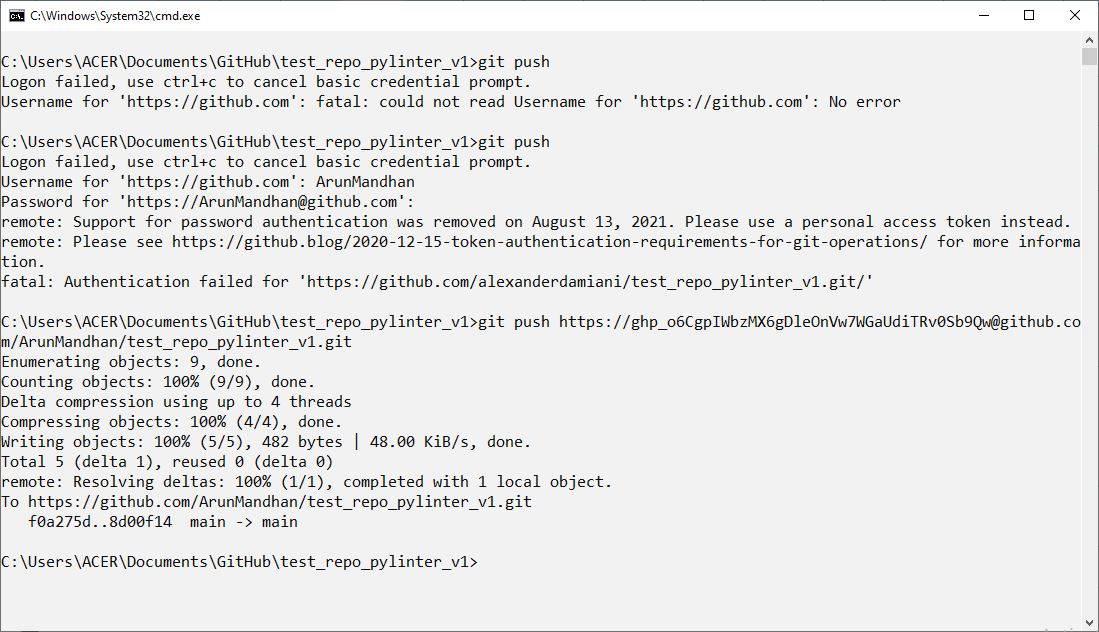 C:\Windows\System32\cmd.exe
C:\Users\ACER\Documents\GitHub\test_repo_pylinter_v1>git push
Logon failed, use ctrl+c to cancel basic credential prompt.
Username for 'https://github.com': fatal: could not read Username for 'https://github.com': No error
C:\Users\ACER\Documents\GitHub\test_repo_pylinter_v1>git push
Logon failed, use ctrl+c to cancel basic credential prompt.
Username for 'https://github.com': ArunMandhan
Password for 'https://ArunMandhan@github.com':
remote: Support for password authentication was removed on August 13, 2021. Please use a personal access token instead.
remote: Please see https://github.blog/2020-12-15-token-authentication-requirements-for-git-operations/ for more informa
tion.
fatal: Authentication failed for 'https://github.com/alexanderdamiani/test_repo_pylinter_v1.git/'
C:\Users\ACER\Documents\GitHub\test_repo_pylinter_v1>git push https://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@github.co
m/ArunMandhan/test_repo_pylinter_v1.git
Enumerating objects: 9, done.
Counting objects: 100% (9/9), done.
Delta compression using up to 4 threads
Compressing objects: 100% (4/4), done.
Writing objects: 100% (5/5), 482 bytes | 48.00 KiB/s, done.
Total 5 (delta 1), reused 0 (delta 0)
remote: Resolving deltas: 100% (1/1), completed with 1 local object.
To https://github.com/ArunMandhan/test_repo_pylinter_v1.git
   f0a275d..8d00f14  main -> main
C:\Users\ACER\Documents\GitHub\test_repo_pylinter_v1>